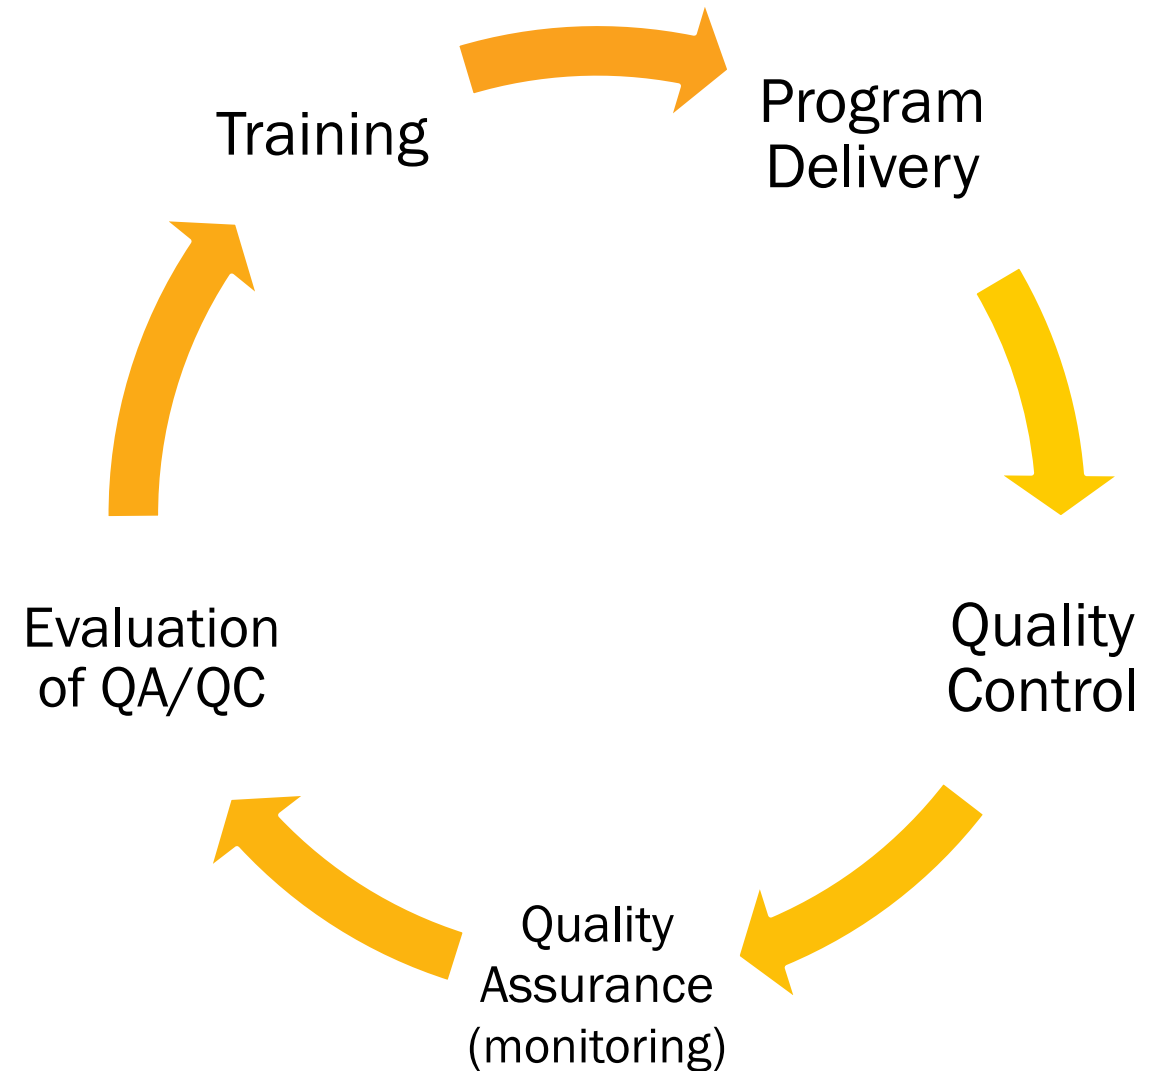 Training
Program
Delivery
Quality
Control
Quality
Assurance
(monitoring)
Evaluation
of QA/QC